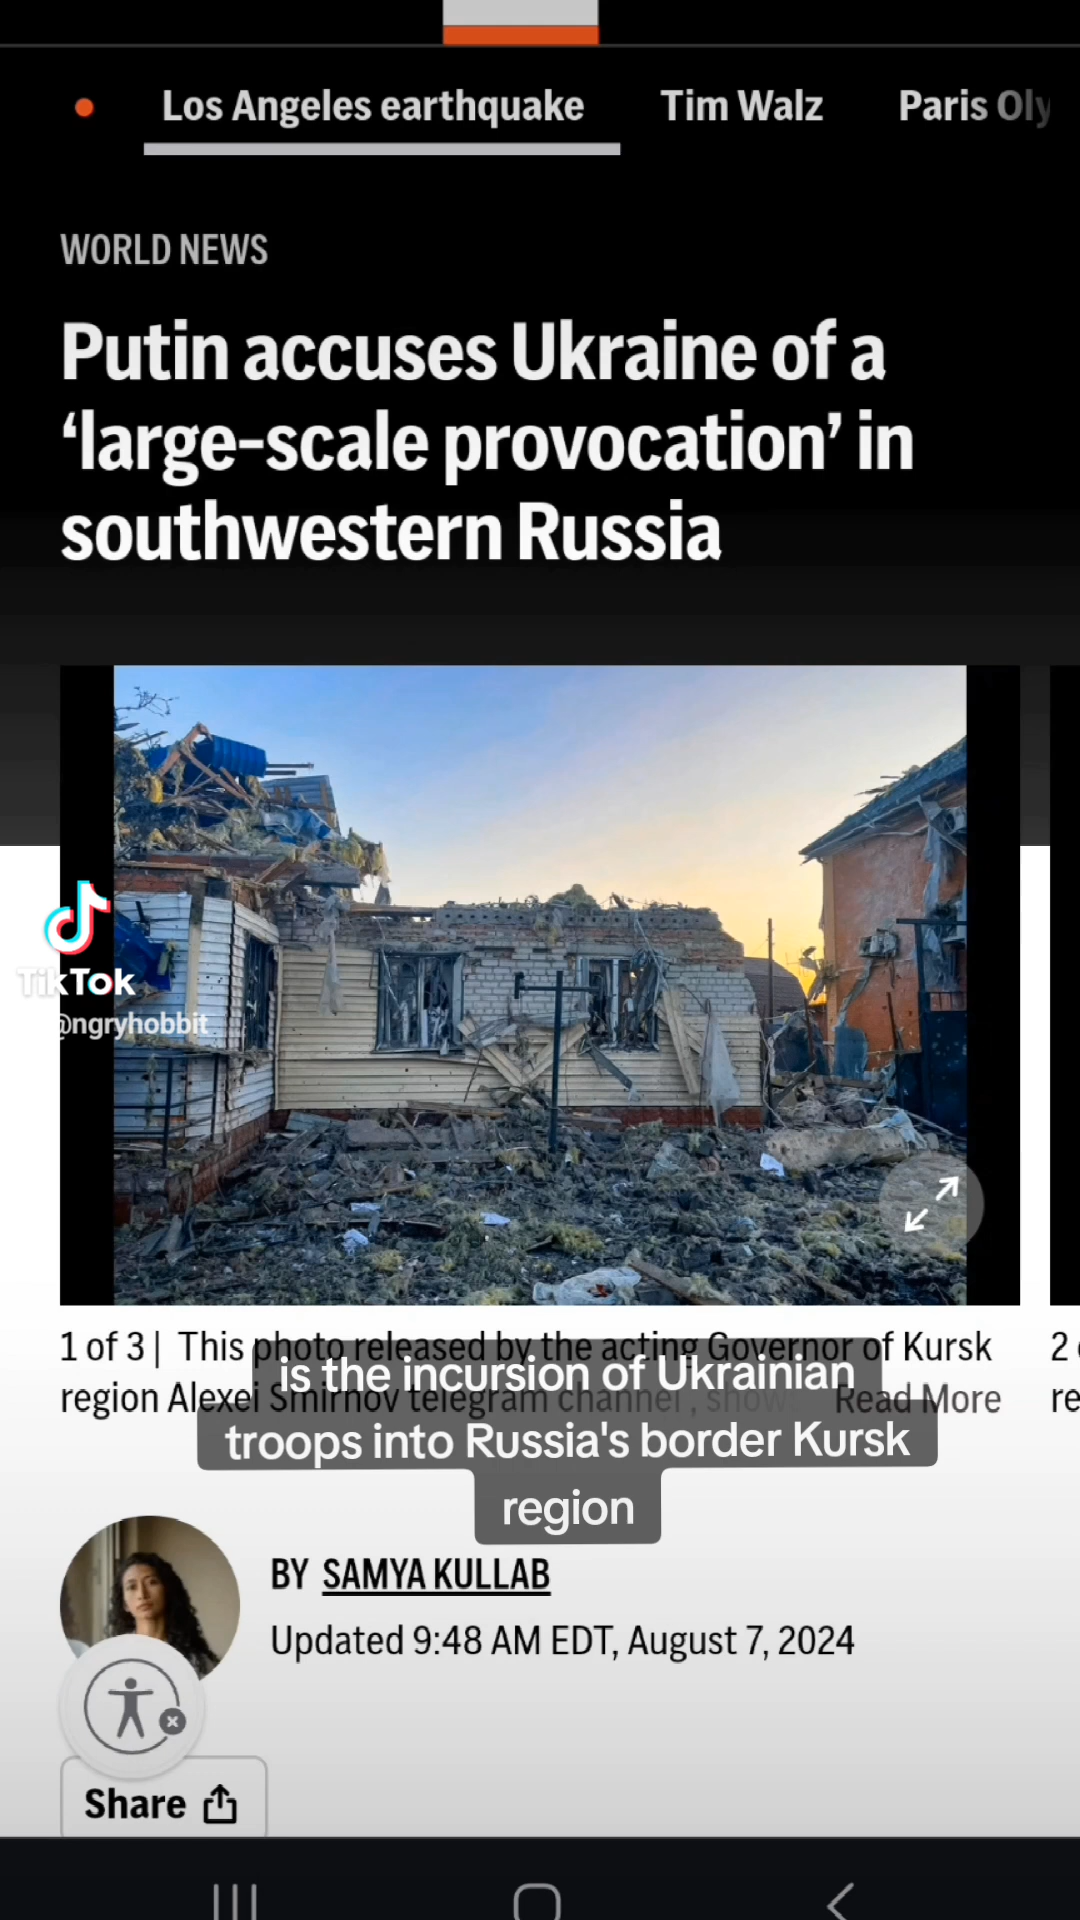 Los Angeles earthquake Tim Walz Paris Oly
WORLD NEWS
Putin accuses Ukraine of a
‘large-scale provocation’ in
southwestern Russia
TikTok
@ngryhobbit
1 of 3 | This photo released by the acting Governor of Kursk
region Alexei Smirnov telegram channel, show Read More
2
re
is the incursion of Ukrainian
troops into Russia's border Kursk
region
BY SAMYA KULLAB
Updated 9:48 AM EDT, August 7, 2024
Share